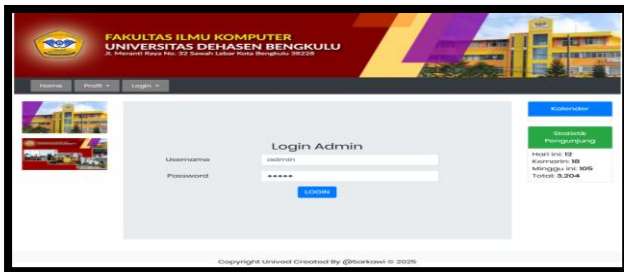 FAKULTAS ILMU KOMPUTER
UNIVERSITAS DEHASEN BENGKULU
Jl. Meranti Raya No. 32 Sawah Lebar Kota Bengkulu 38228
Home Profil Login
Kalender
Statistik
Pengunjung
Hari ini: 12
Kemarin: 18
Minggu ini: 105
Total: 3.204
Login Admin
Username admin
Password •••••
LOGIN
Copyright Unived Created By @Sarkawi © 2025